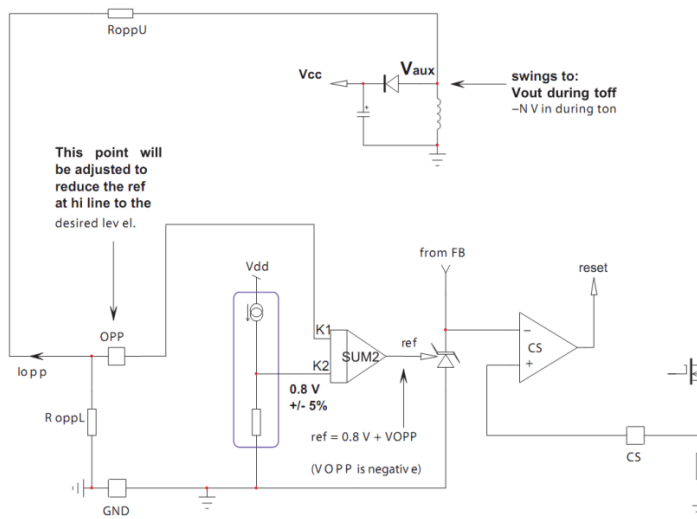 RoppU
Vcc
Vaux
swings to:
Vout during toff
–N V in during ton
This point will
be adjusted to
reduce the ref
at hi line to the
desired lev el.
from FB
Vdd
reset
OPP
K1
ref
CS
Iopp
K2
SUM2
0.8 V
+/- 5%
R oppL
ref = 0.8 V + VOPP
(V O P P is negativ e)
CS
GND